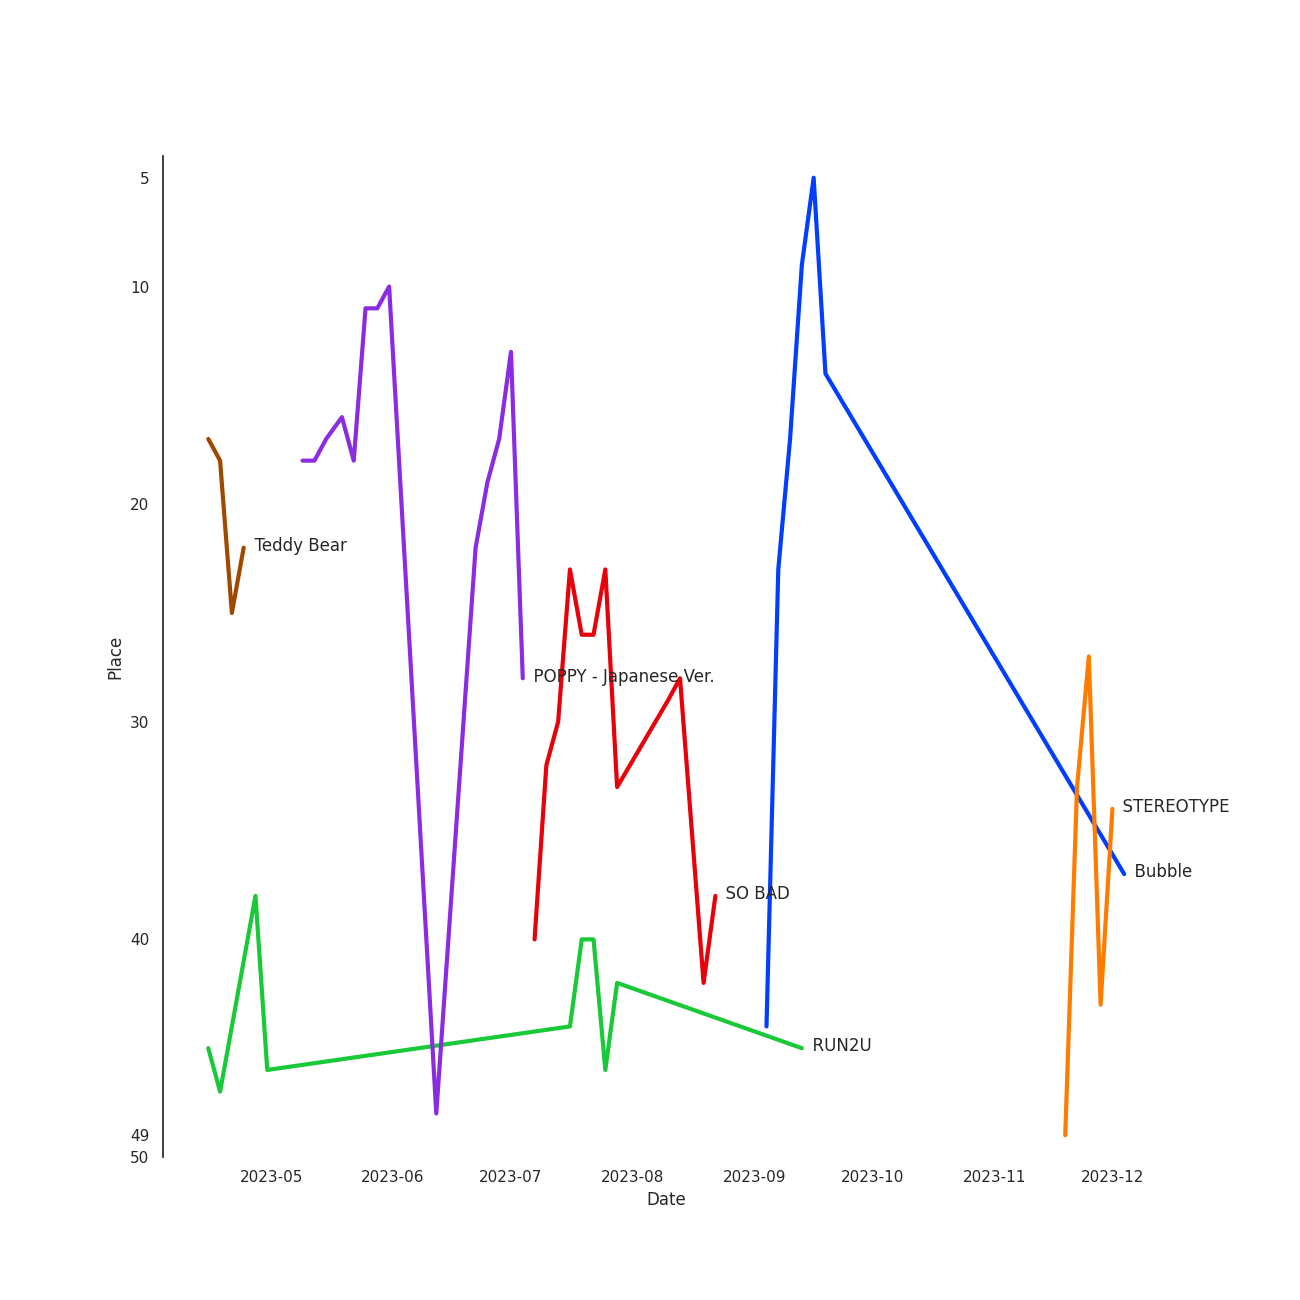 5
10
20
30
40
49
50
Place
Teddy Bear
POPPY - Japanese Ver.
STEREOTYPE
Bubble
SO BAD
RUN2U
2023-05
2023-06
2023-07
2023-08
2023-09
2023-10
2023-11
2023-12
Date